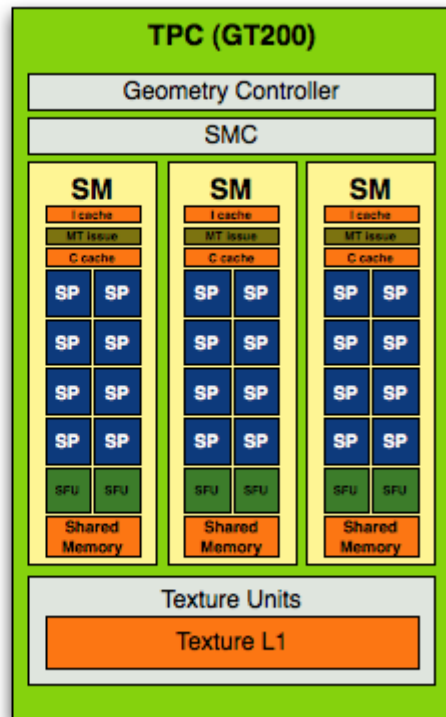 TPC (GT200)
Geometry Controller
SMC
SM
I cache
MT issue
C cache
SP SP
SP SP
SP SP
SP SP
SFU SFU
Shared
Memory
SM
I cache
MT issue
C cache
SP SP
SP SP
SP SP
SP SP
SFU SFU
Shared
Memory
SM
I cache
MT issue
C cache
SP SP
SP SP
SP SP
SP SP
SFU SFU
Shared
Memory
Texture Units
Texture L1